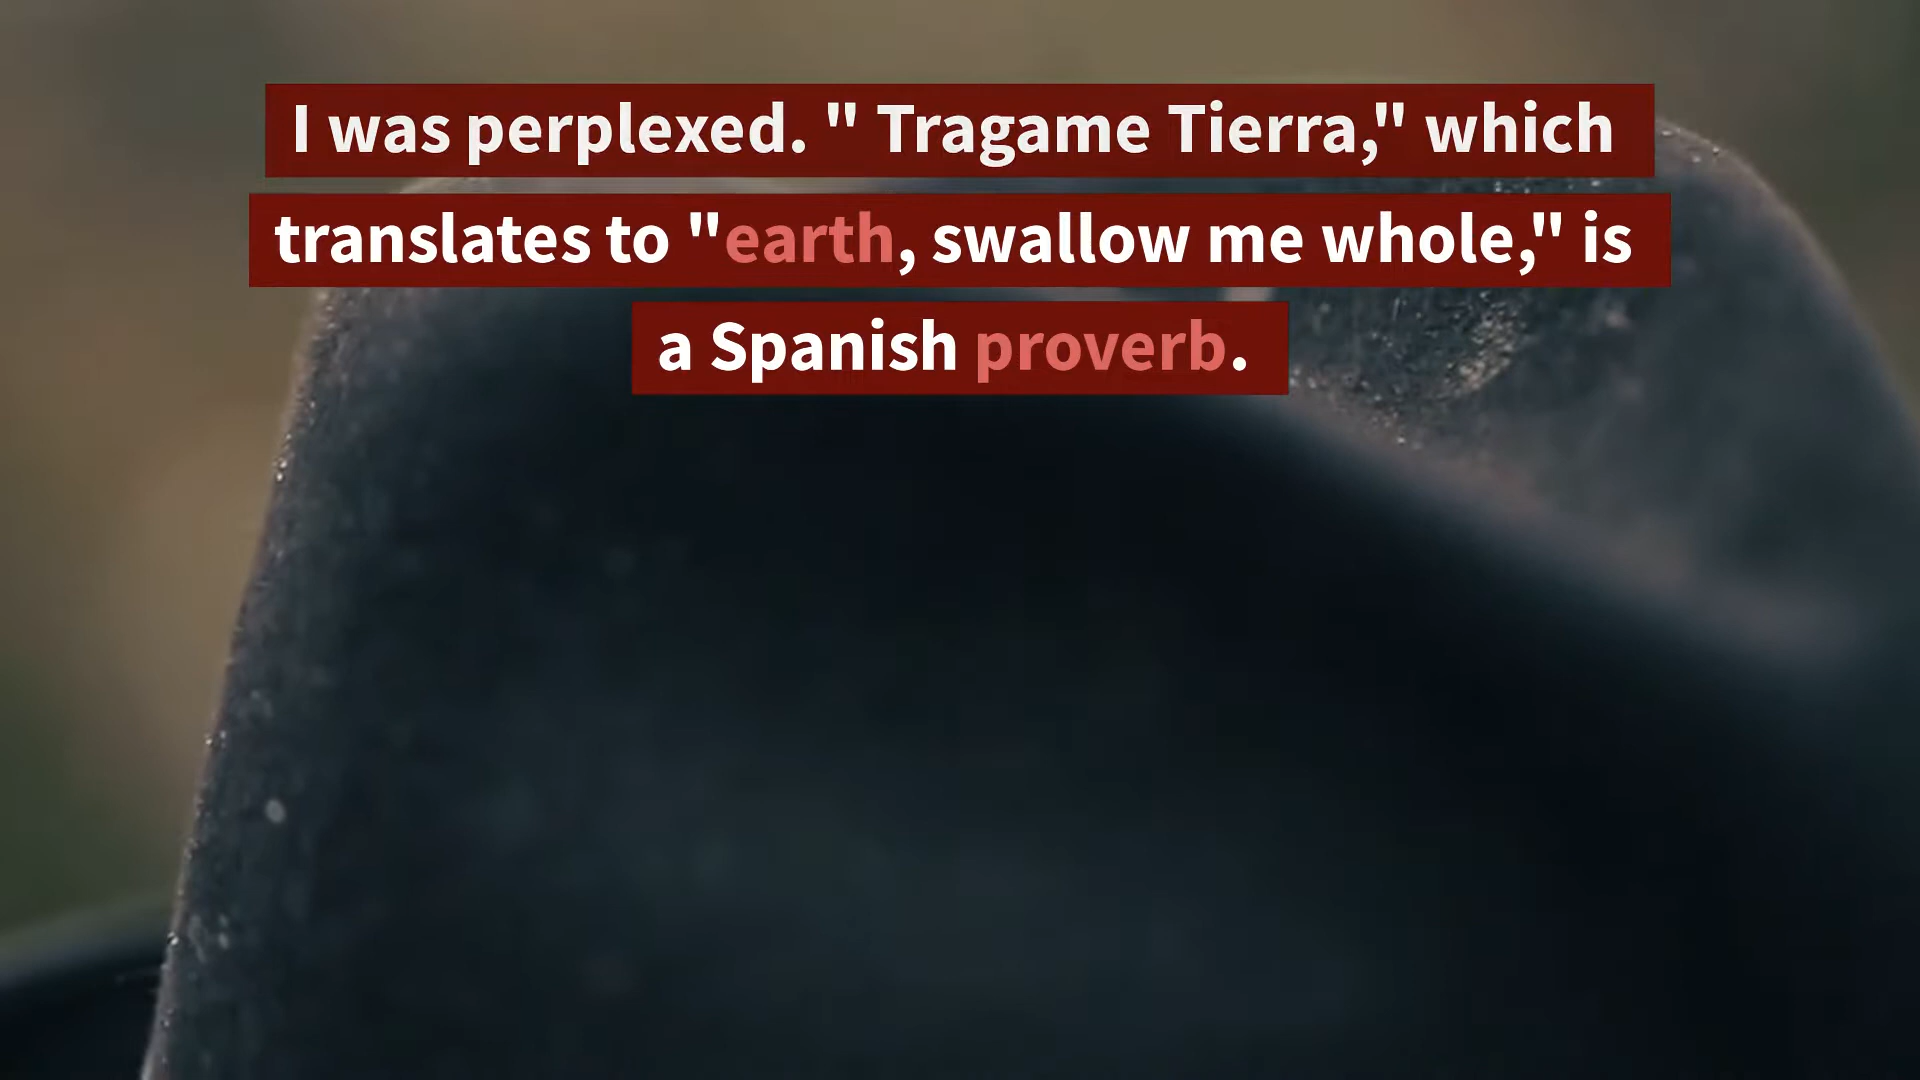 I was perplexed. " Tragame Tierra," which
translates to "earth, swallow me whole," is
a Spanish proverb.